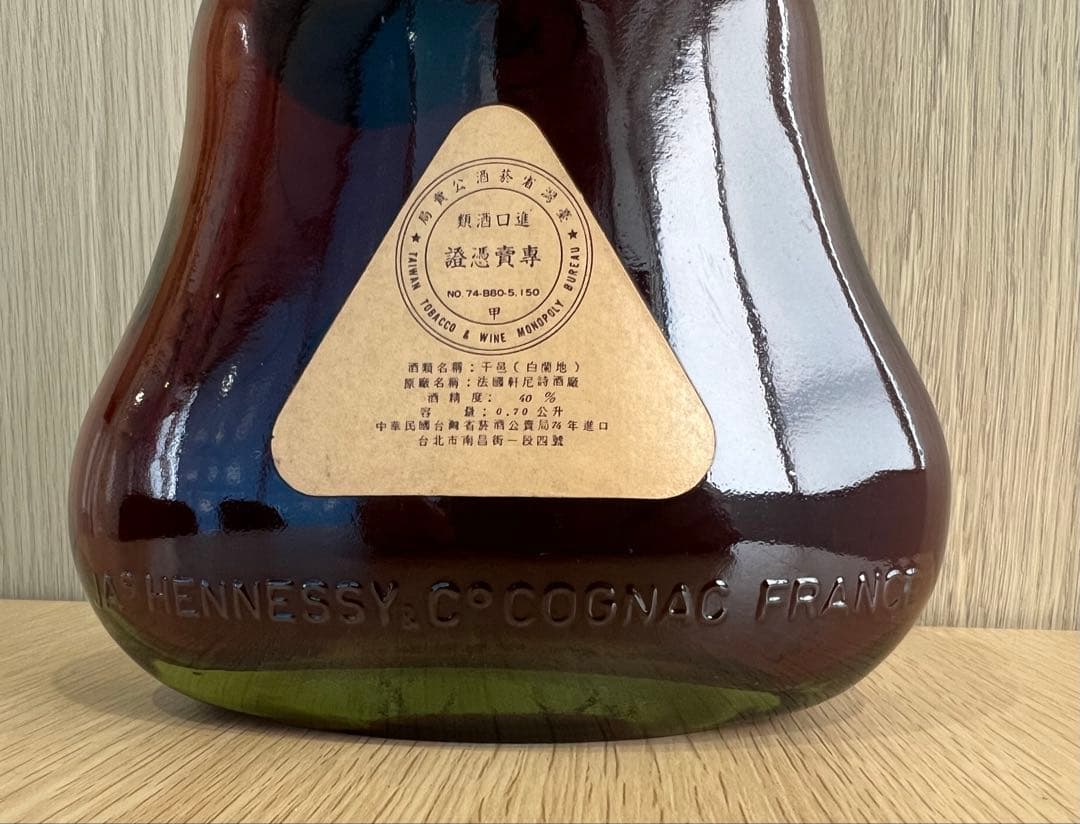 臺灣省菸酒公賣局
進口酒類
專賣憑證
NO. 74-B80-5.150
甲
★ TAIWAN TOBACCO & WINE MONOPOLY BUREAU ★
酒類名稱：干邑（白蘭地）
原廠名稱：法國軒尼詩酒廠
酒精度： 40 %
容 量：0.70 公升
中華民國台灣省菸酒公賣局74年進口
台北市南昌街一段四號
JAS HENNESSY & Cº COGNAC FRANCE